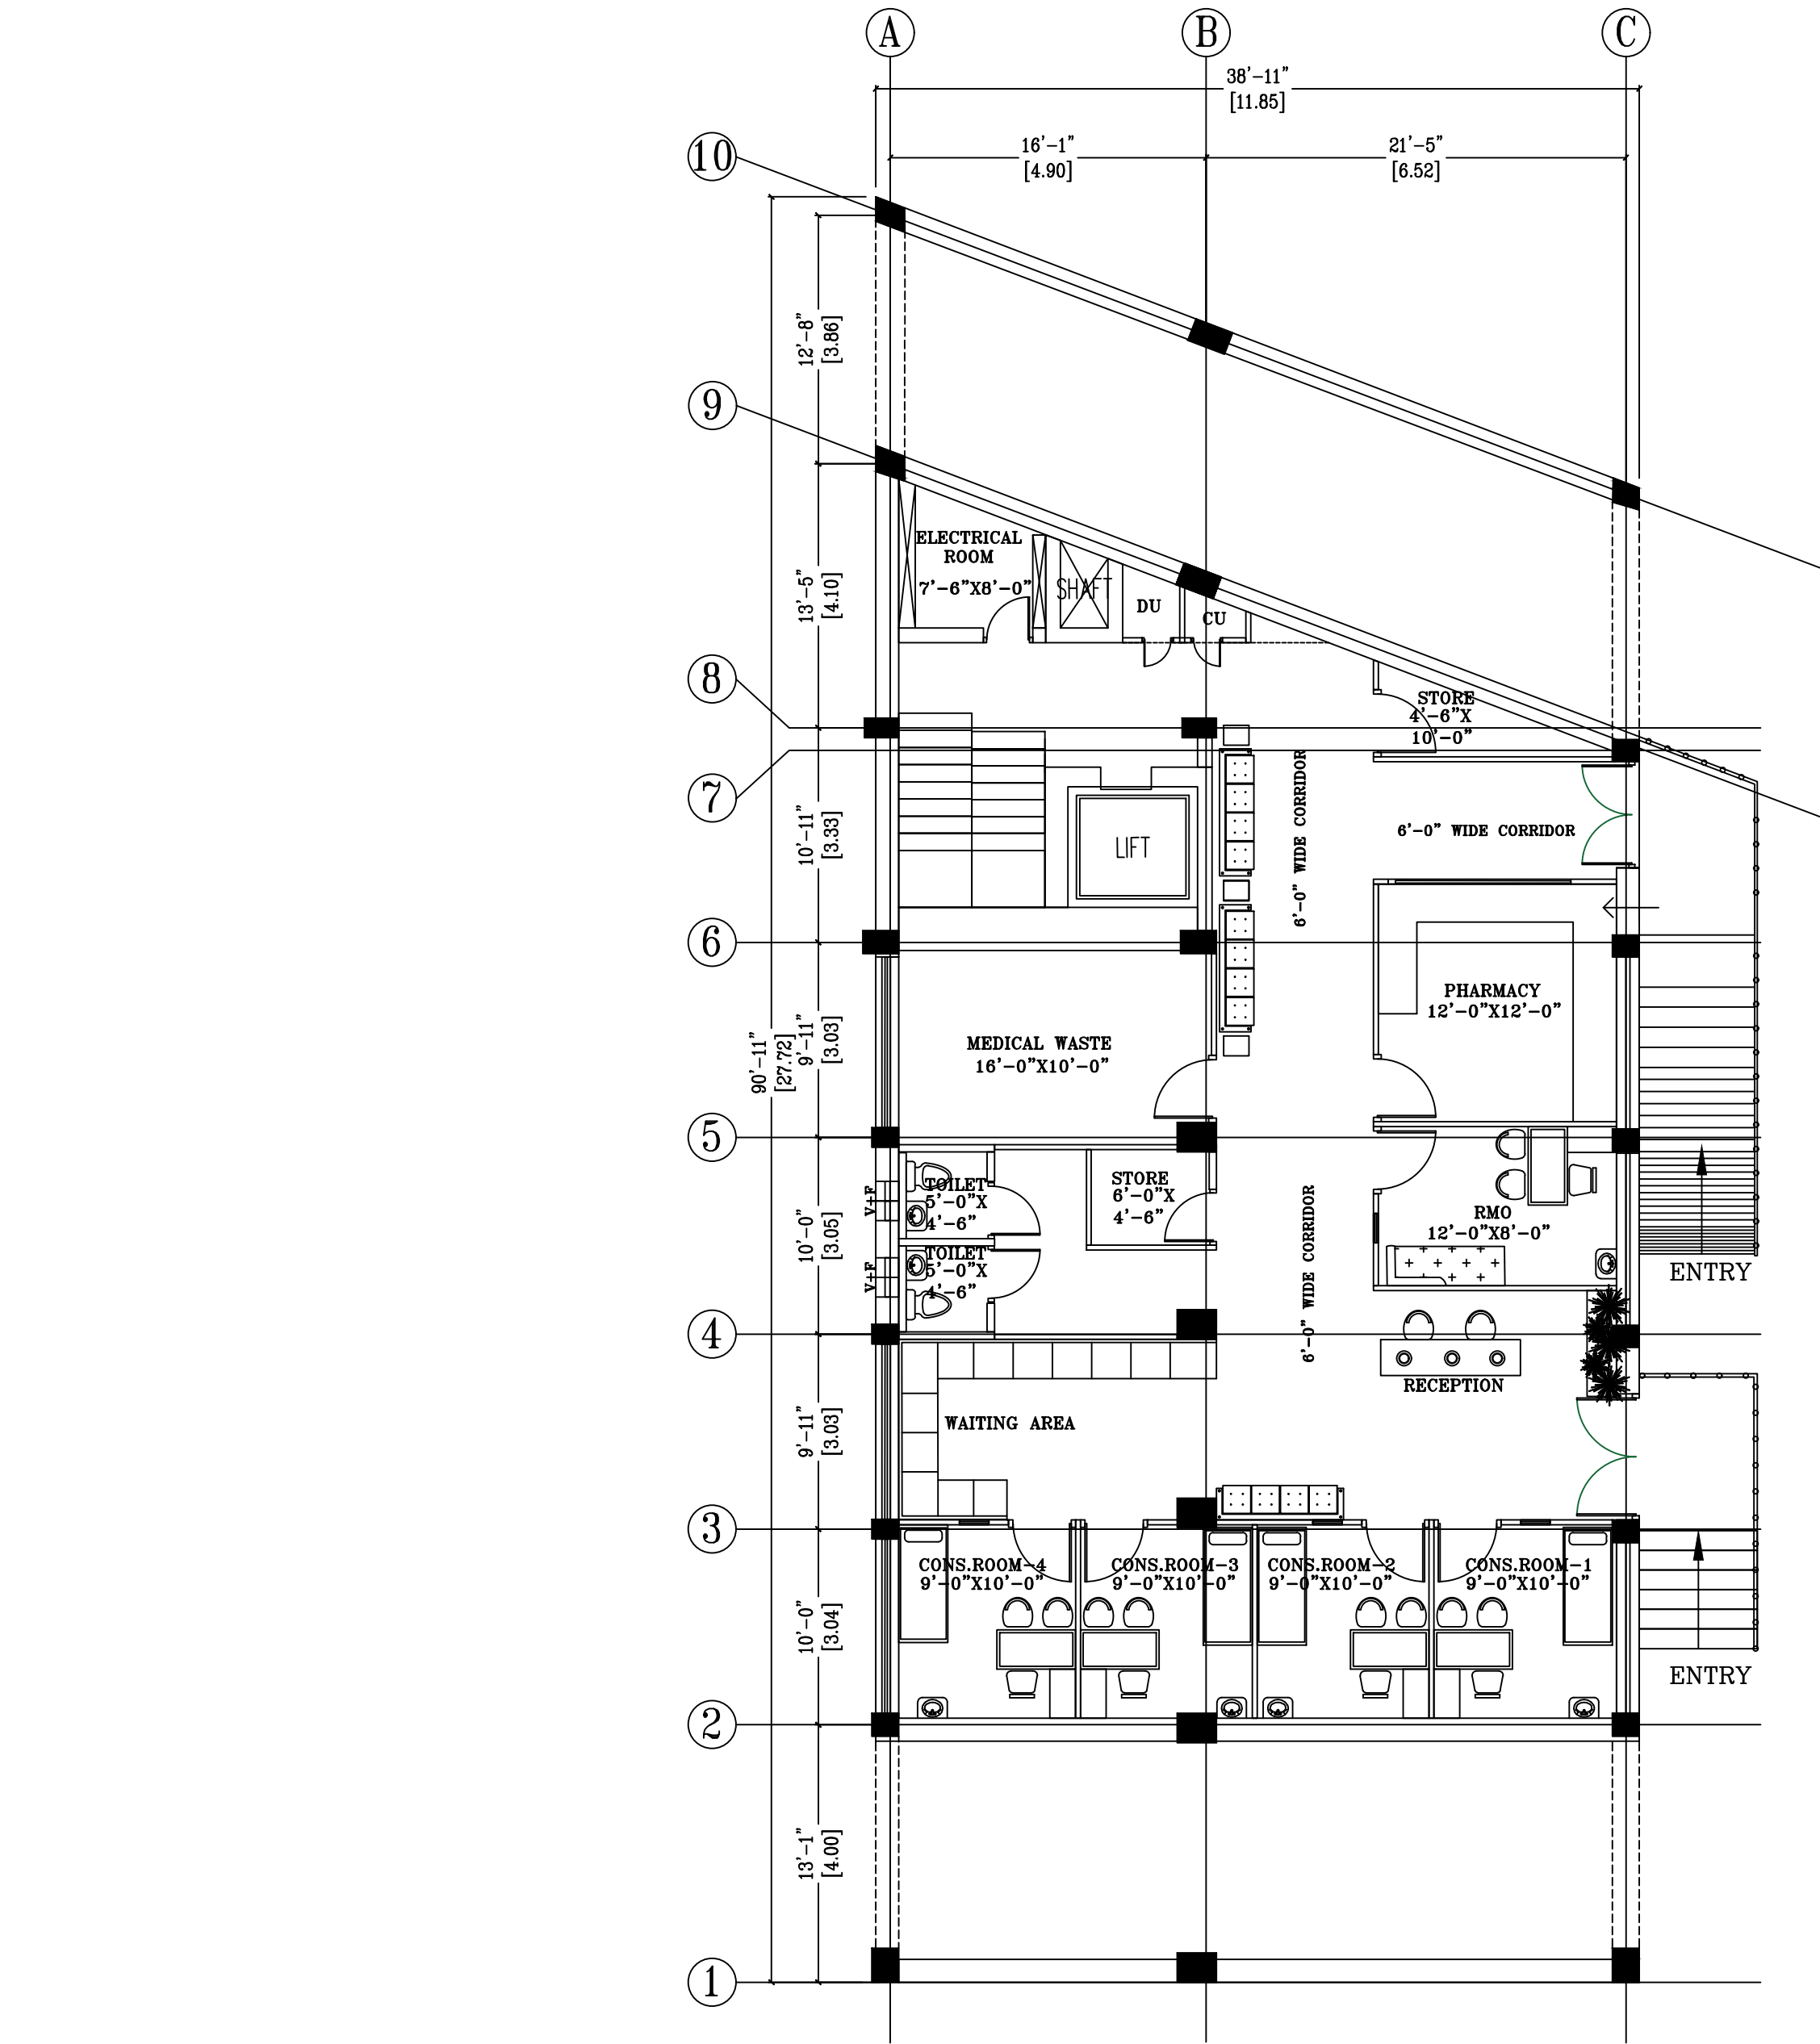 A
B
C
38'-11"
[11.85]
16'-1"
[4.90]
21'-5"
[6.52]
10
9
8
7
6
5
4
3
2
1
12'-8"
[3.86]
13'-5"
[4.10]
10'-11"
[3.33]
90'-11"
[27.72]
9'-11"
[3.03]
10'-0"
[3.05]
9'-11"
[3.03]
10'-0"
[3.04]
13'-1"
[4.00]
ELECTRICAL
ROOM
7'-6"X8'-0"
SHAFT
DU
CU
STORE
4'-6"X
10'-0"
LIFT
6'-0" WIDE CORRIDOR
6'-0" WIDE CORRIDOR
PHARMACY
12'-0"X12'-0"
MEDICAL WASTE
16'-0"X10'-0"
V+F
TOILET
5'-0"X
4'-6"
STORE
6'-0"X
4'-6"
RMO
12'-0"X8'-0"
V+F
TOILET
5'-0"X
4'-6"
6'-0" WIDE CORRIDOR
ENTRY
RECEPTION
WAITING AREA
CONS.ROOM-4
9'-0"X10'-0"
CONS.ROOM-3
9'-0"X10'-0"
CONS.ROOM-2
9'-0"X10'-0"
CONS.ROOM-1
9'-0"X10'-0"
ENTRY